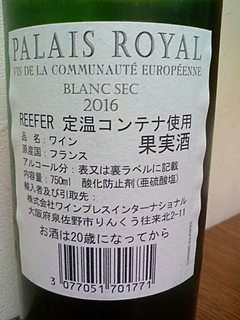 PALAIS ROYAL
VIN DE LA COMMUNAUTÉ EUROPÉENNE
BLANC SEC
2016
REEFER 定温コンテナ使用
品名:ワイン 果実酒
原産国:フランス
アルコール分:表又は裏ラベルに記載
内容量:750ml 酸化防止剤(亜硫酸塩)
輸入者及び引取先:
株式会社ワインプレスインターナショナル
大阪府泉佐野市りんくう往来北2-11
お酒は20歳になってから
3 077051 701771